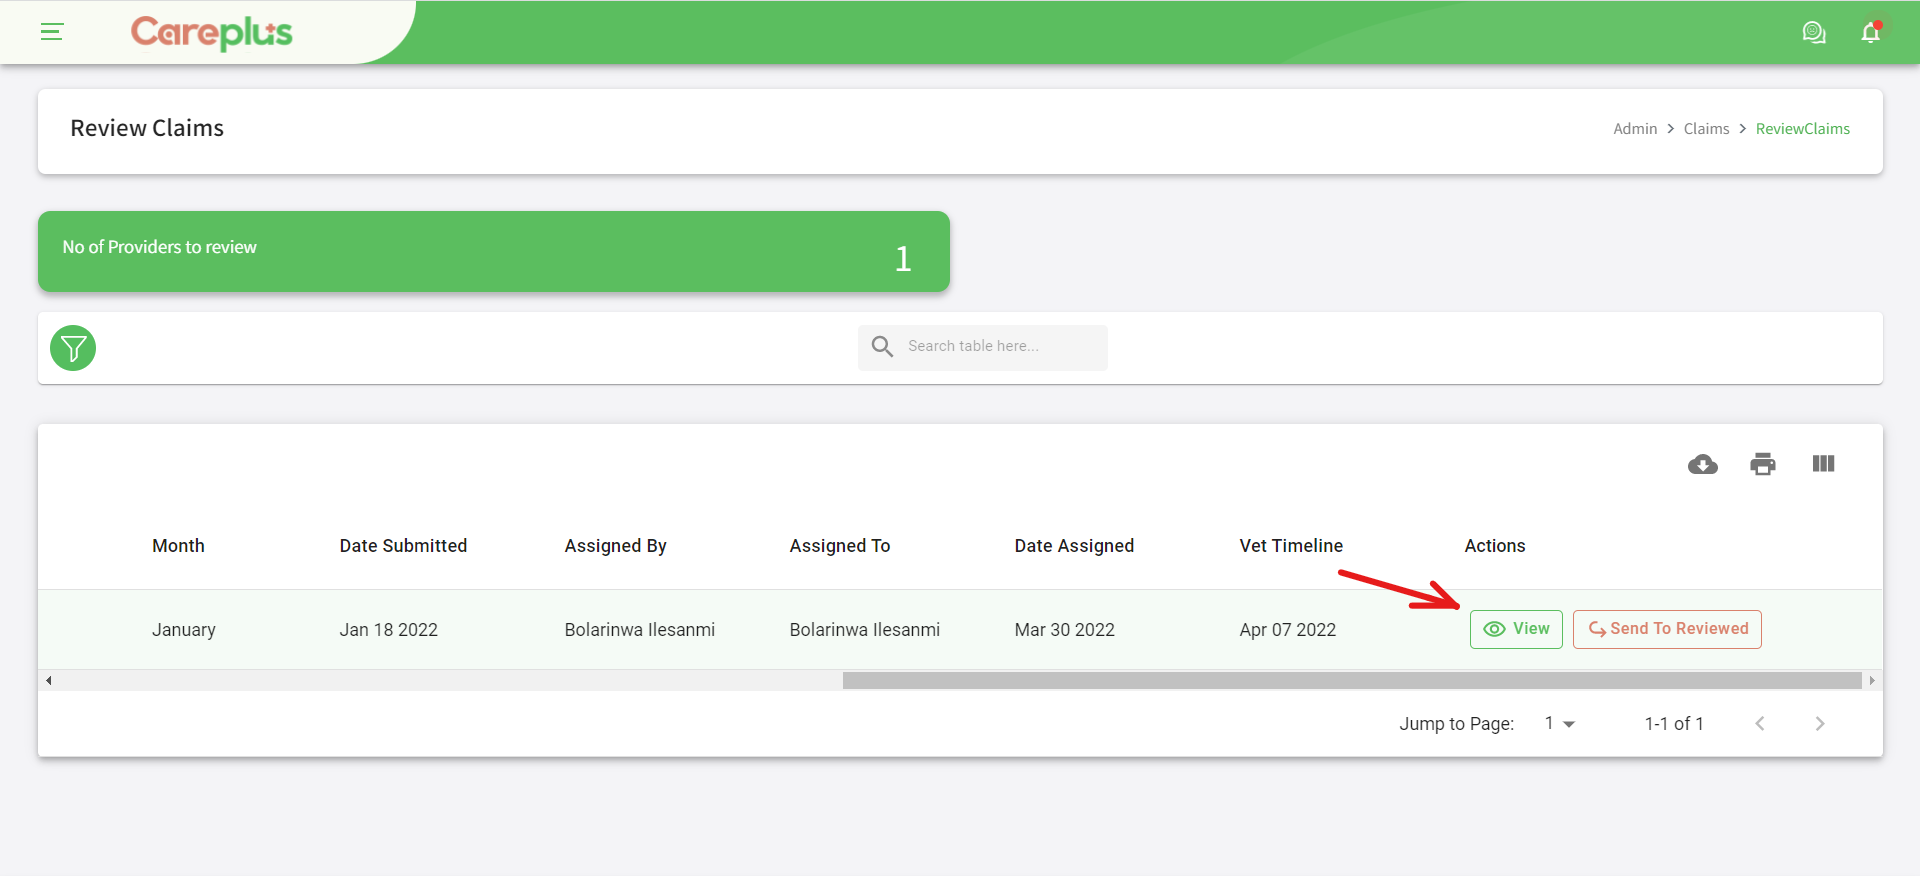 Careplus
Review Claims
Admin > Claims > ReviewClaims
No of Providers to review
1
Search table here...
Month Date Submitted Assigned By Assigned To Date Assigned Vet Timeline Actions
January Jan 18 2022 Bolarinwa Ilesanmi Bolarinwa Ilesanmi Mar 30 2022 Apr 07 2022 View Send To Reviewed
Jump to Page: 1 1-1 of 1